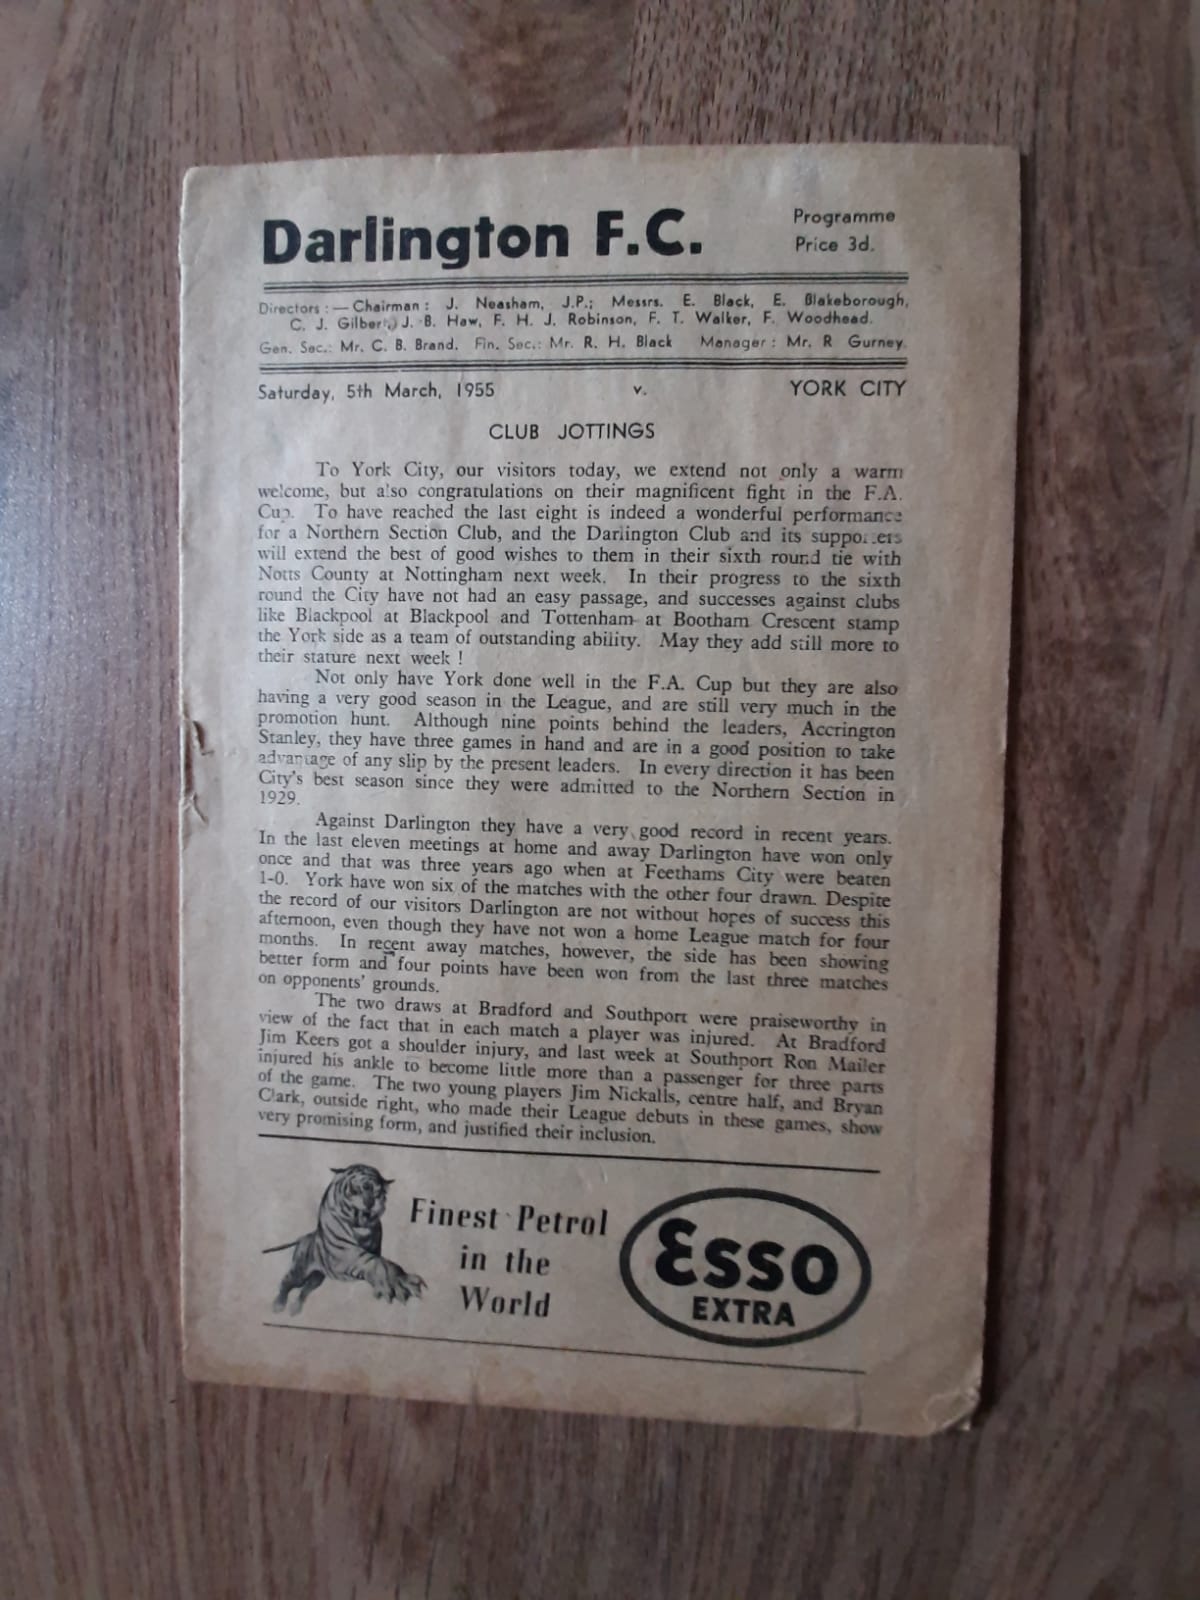 Darlington F.C.
Programme
Price 3d.
Directors :— Chairman : J. Neasham, J.P.; Messrs. E. Black, E. Blakeborough,
C. J. Gilbert, J. B. Haw, F. H. J. Robinson, F. T. Walker, F. Woodhead.
Gen. Sec.: Mr. C. B. Brand. Fin. Sec.: Mr. R. H. Black Manager : Mr. R Gurney.
Saturday, 5th March, 1955 v. YORK CITY
CLUB JOTTINGS
To York City, our visitors today, we extend not only a warm
welcome, but also congratulations on their magnificent fight in the F.A.
Cup. To have reached the last eight is indeed a wonderful performance
for a Northern Section Club, and the Darlington Club and its supporters
will extend the best of good wishes to them in their sixth round tie with
Notts County at Nottingham next week. In their progress to the sixth
round the City have not had an easy passage, and successes against clubs
like Blackpool at Blackpool and Tottenham at Bootham Crescent stamp
the York side as a team of outstanding ability. May they add still more to
their stature next week !
Not only have York done well in the F.A. Cup but they are also
having a very good season in the League, and are still very much in the
promotion hunt. Although nine points behind the leaders, Accrington
Stanley, they have three games in hand and are in a good position to take
advantage of any slip by the present leaders. In every direction it has been
City's best season since they were admitted to the Northern Section in
1929.
Against Darlington they have a very good record in recent years.
In the last eleven meetings at home and away Darlington have won only
once and that was three years ago when at Feethams City were beaten
1-0. York have won six of the matches with the other four drawn. Despite
the record of our visitors Darlington are not without hopes of success this
afternoon, even though they have not won a home League match for four
months. In recent away matches, however, the side has been showing
better form and four points have been won from the last three matches
on opponents' grounds.
The two draws at Bradford and Southport were praiseworthy in
view of the fact that in each match a player was injured. At Bradford
Jim Keers got a shoulder injury, and last week at Southport Ron Mailer
injured his ankle to become little more than a passenger for three parts
of the game. The two young players Jim Nickalls, centre half, and Bryan
Clark, outside right, who made their League debuts in these games, show
very promising form, and justified their inclusion.
Finest Petrol
in the
World
Esso
EXTRA